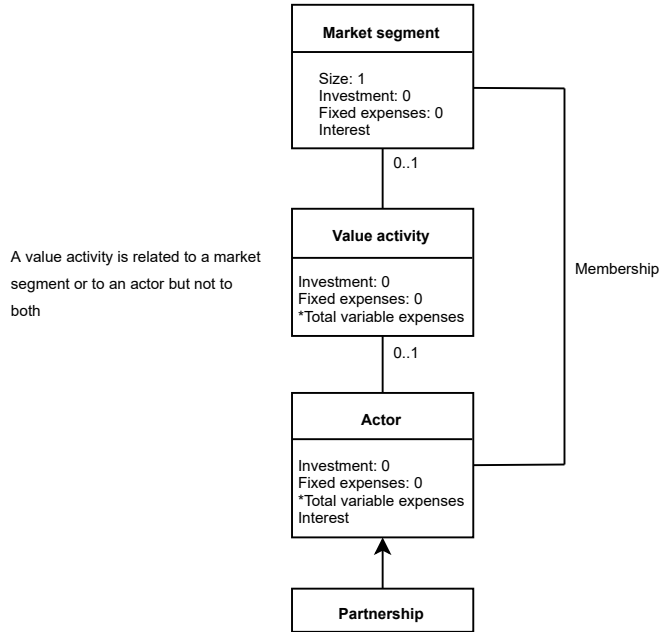 Market segment
Size: 1
Investment: 0
Fixed expenses: 0
Interest
0..1
Value activity
Investment: 0
Fixed expenses: 0
*Total variable expenses
A value activity is related to a market
segment or to an actor but not to
both
Membership
0..1
Actor
Investment: 0
Fixed expenses: 0
*Total variable expenses
Interest
Partnership